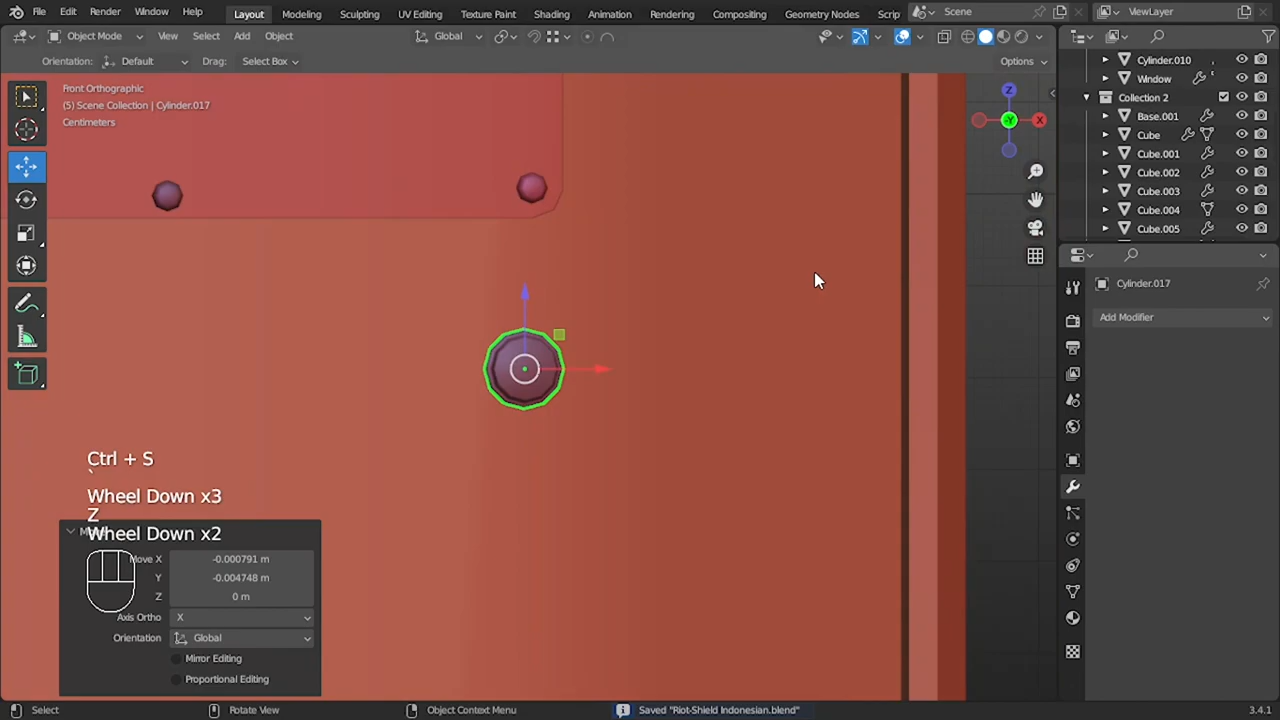 File Edit Render Window Help Layout Modeling Sculpting UV Editing Texture Paint Shading Animation Rendering Compositing Geometry Nodes Scrip Scene ViewLayer
Object Mode View Select Add Object Global
Orientation: Default Drag: Select Box Options
Front Orthographic
(5) Scene Collection | Cylinder.017
Centimeters
Z
X
-Y
Cylinder.010
Window
Collection 2
Base.001
Cube
Cube.001
Cube.002
Cube.003
Cube.004
Cube.005
Cylinder.017
Add Modifier
Ctrl + S
`
Wheel Down x3
Z
Wheel Down x2
Move X -0.000791 m
Y -0.004748 m
Z 0 m
Axis Ortho X
Orientation Global
Mirror Editing
Proportional Editing
Select Rotate View Object Context Menu Saved "Riot-Shield Indonesian.blend" 3.4.1